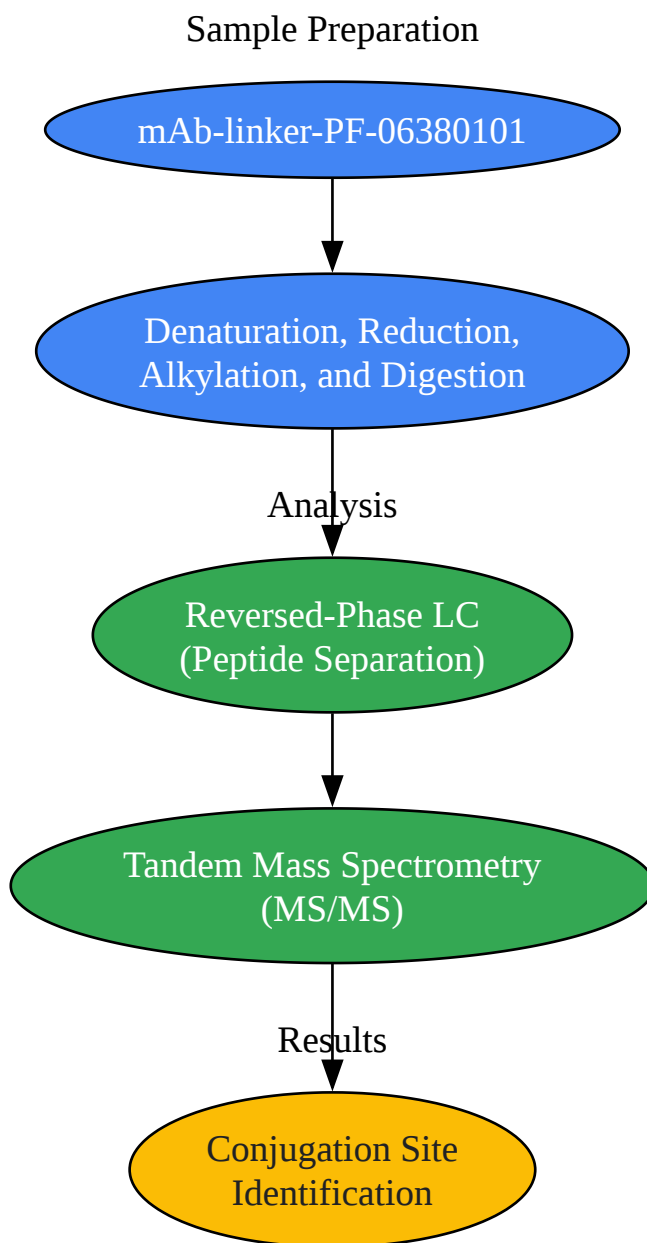 Sample Preparation
mAb-linker-PF-06380101
Denaturation, Reduction,
Alkylation, and Digestion
Analysis
Reversed-Phase LC
(Peptide Separation)
Tandem Mass Spectrometry
(MS/MS)
Results
Conjugation Site
Identification